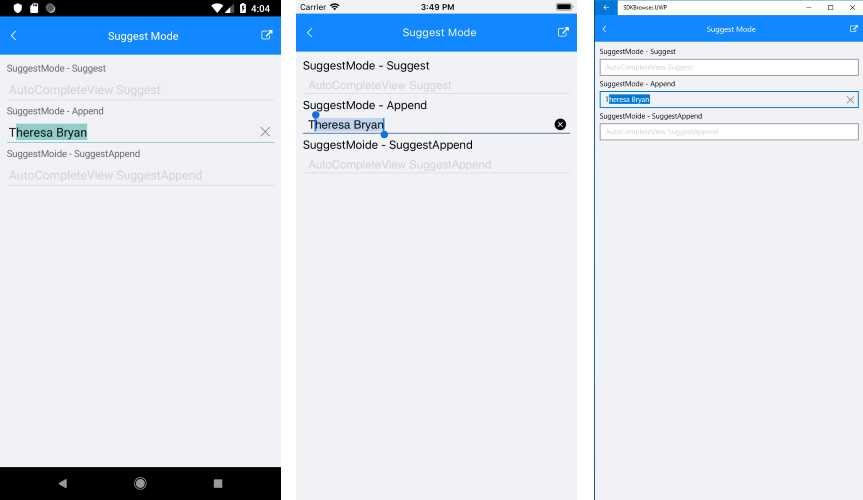 4:04
Suggest Mode
SuggestMode - Suggest
AutoCompleteView Suggest
SuggestMode - Append
Theresa Bryan
SuggestMoide - SuggestAppend
AutoCompleteView SuggestAppend
Carrier 3:49 PM
Suggest Mode
SuggestMode - Suggest
AutoCompleteView Suggest
SuggestMode - Append
Theresa Bryan
SuggestMoide - SuggestAppend
AutoCompleteView SuggestAppend
SDKBrowser.UWP
Suggest Mode
SuggestMode - Suggest
AutoCompleteView Suggest
SuggestMode - Append
Theresa Bryan
SuggestMoide - SuggestAppend
AutoCompleteView SuggestAppend